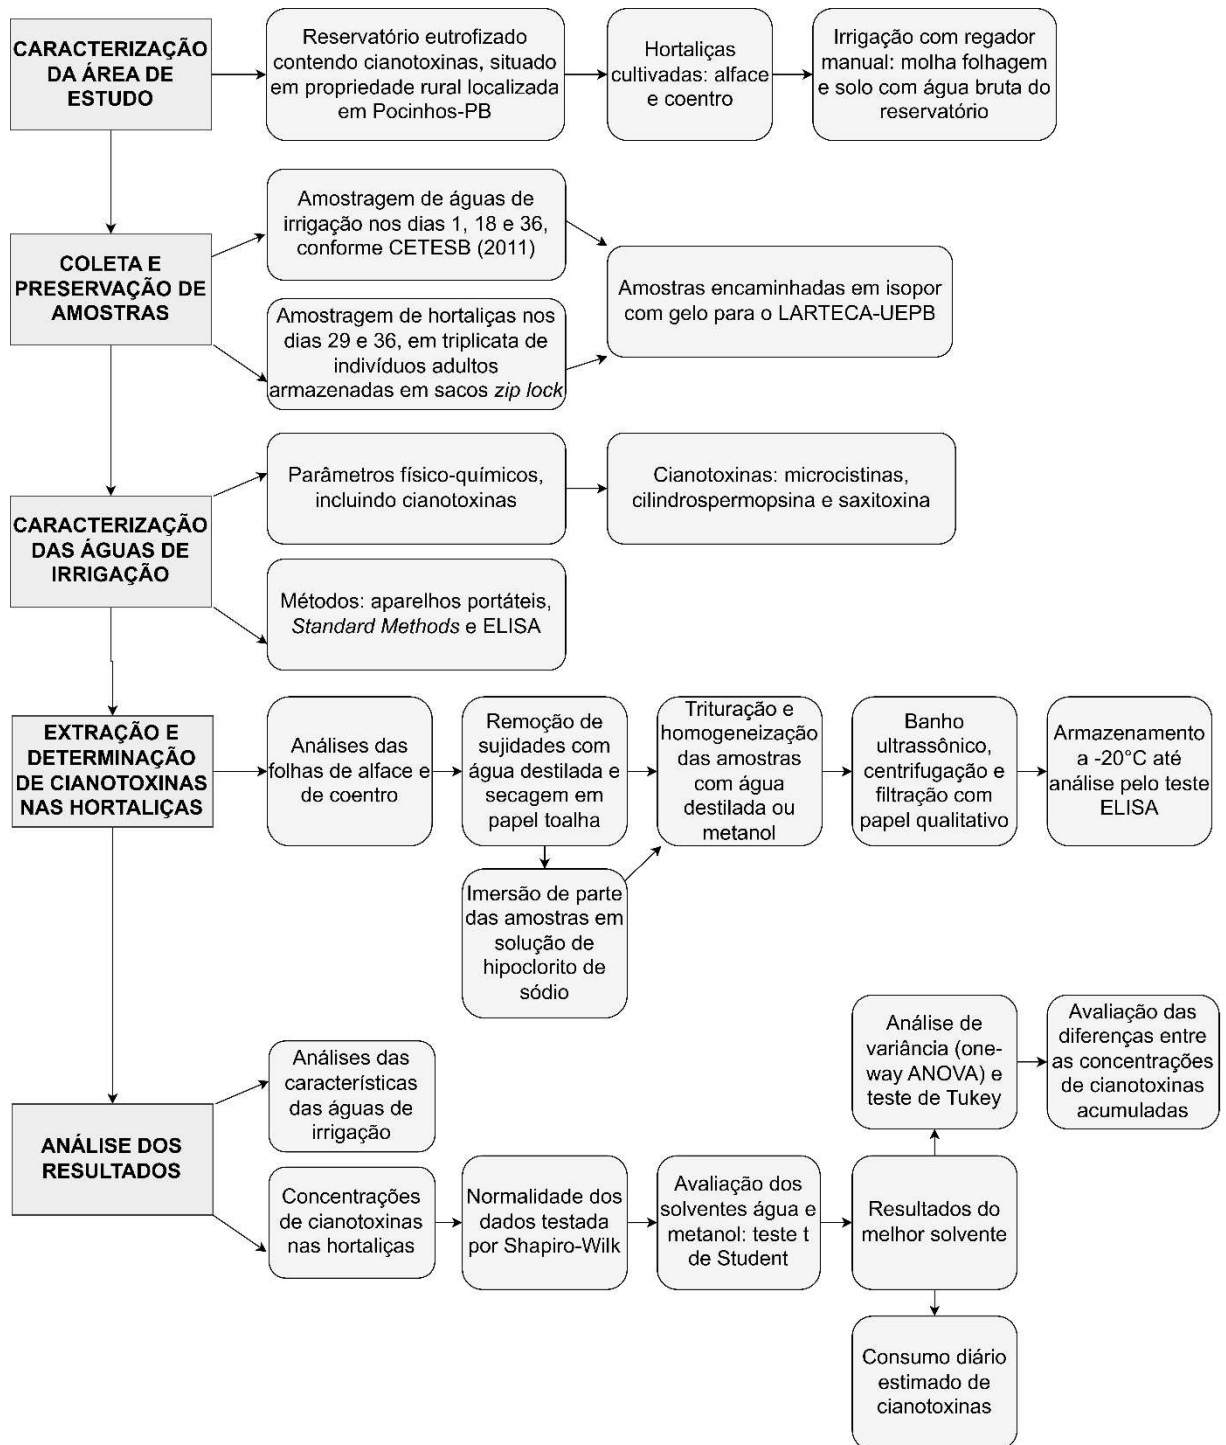 CARACTERIZAÇÃO
DA ÁREA DE
ESTUDO
Reservatório eutrofizado
contendo cianotoxinas, situado
em propriedade rural localizada
em Pocinhos-PB
Hortaliças
cultivadas: alface
e coentro
Irrigação com regador
manual: molha folhagem
e solo com água bruta do
reservatório
COLETA E
PRESERVAÇÃO DE
AMOSTRAS
Amostragem de águas de
irrigação nos dias 1, 18 e 36,
conforme CETESB (2011)
Amostragem de hortaliças nos
dias 29 e 36, em triplicata de
indivíduos adultos
armazenadas em sacos zip lock
Amostras encaminhadas em isopor
com gelo para o LARTECA-UEPB
CARACTERIZAÇÃO
DAS ÁGUAS DE
IRRIGAÇÃO
Parâmetros físico-químicos,
incluindo cianotoxinas
Cianotoxinas: microcistinas,
cilindrospermopsina e saxitoxina
Métodos: aparelhos portáteis,
Standard Methods e ELISA
EXTRAÇÃO E
DETERMINAÇÃO
DE CIANOTOXINAS
NAS HORTALIÇAS
Análises das
folhas de alface e
de coentro
Remoção de
sujidades com
água destilada e
secagem em
papel toalha
Imersão de parte
das amostras em
solução de
hipoclorito de
sódio
Trituração e
homogeneização
das amostras
com água
destilada ou
metanol
Banho
ultrassônico,
centrifugação e
filtração com
papel qualitativo
Armazenamento
a -20°C até
análise pelo teste
ELISA
ANÁLISE DOS
RESULTADOS
Análises das
características
das águas de
irrigação
Concentrações
de cianotoxinas
nas hortaliças
Normalidade dos
dados testada
por Shapiro-Wilk
Avaliação dos
solventes água e
metanol: teste t
de Student
Resultados do
melhor solvente
Análise de
variância (one-
way ANOVA) e
teste de Tukey
Avaliação das
diferenças entre
as concentrações
de cianotoxinas
acumuladas
Consumo diário
estimado de
cianotoxinas